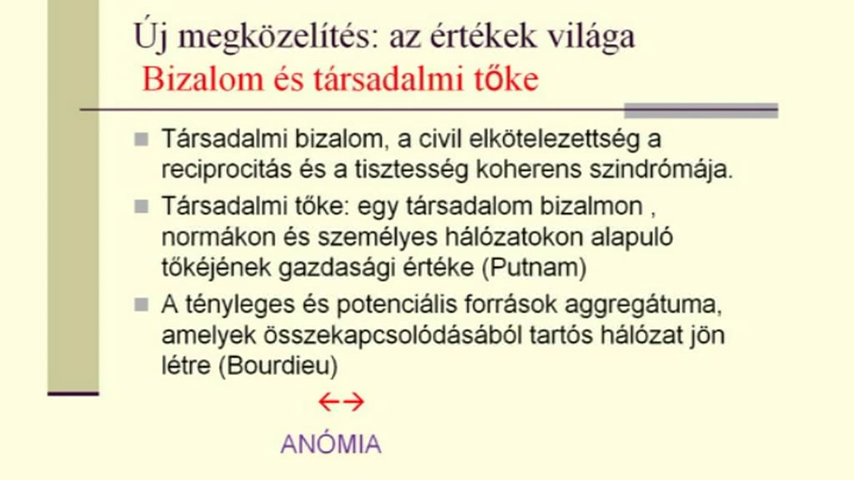 Új megközelítés: az értékek világa
Bizalom és társadalmi tőke
Társadalmi bizalom, a civil elkötelezettség a
reciprocitás és a tisztesség koherens szindrómája.
Társadalmi tőke: egy társadalom bizalmon ,
normákon és személyes hálózatokon alapuló
tőkéjének gazdasági értéke (Putnam)
A tényleges és potenciális források aggregátuma,
amelyek összekapcsolódásából tartós hálózat jön
létre (Bourdieu)
←→
ANÓMIA